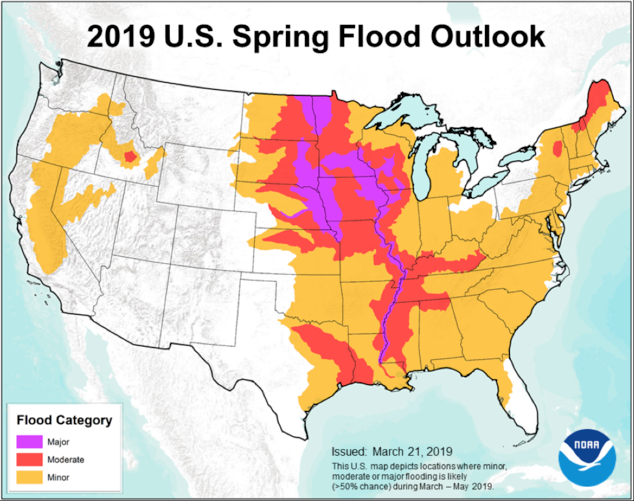 2019 U.S. Spring Flood Outlook
Flood Category
Major
Moderate
Minor
Issued: March 21, 2019
This U.S. map depicts locations where minor,
moderate or major flooding is likely
(>50% chance) during March – May 2019.
NOAA